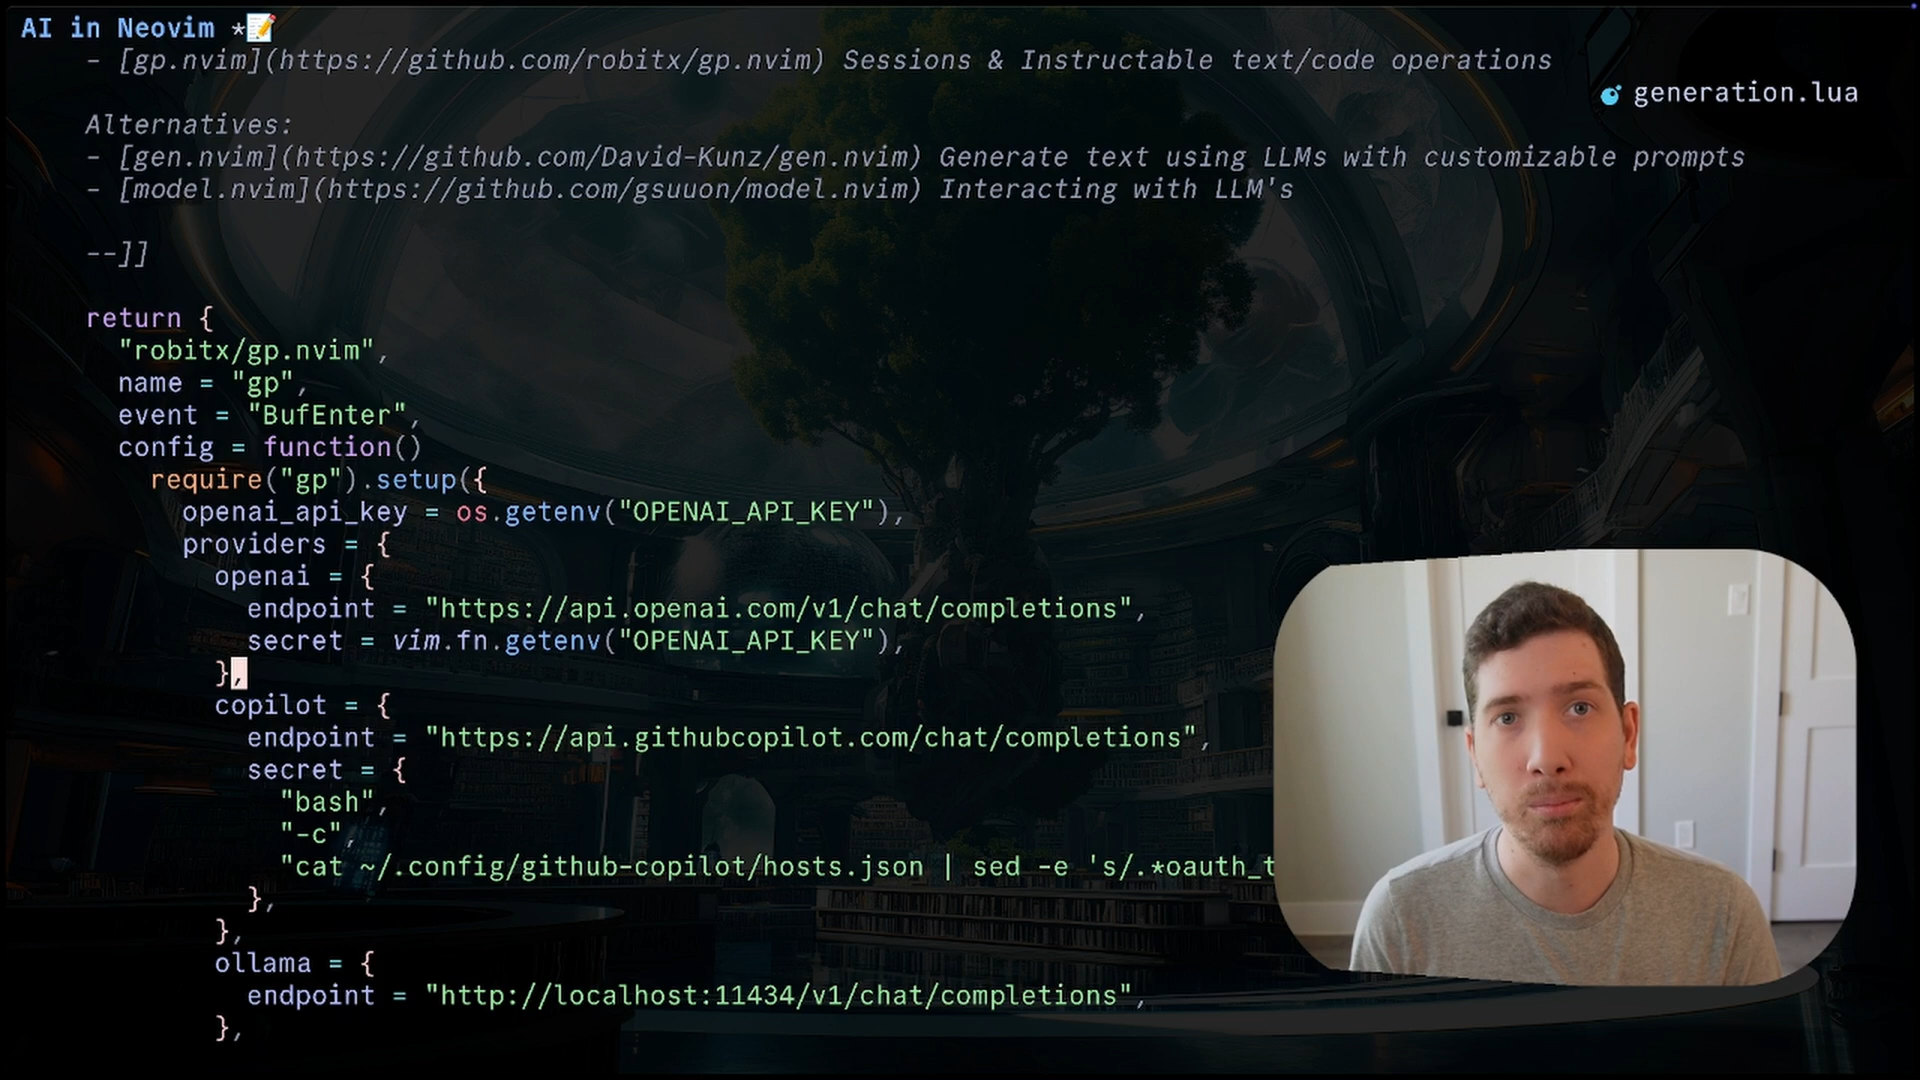 AI in Neovim *📝
- [gp.nvim](https://github.com/robitx/gp.nvim) Sessions & Instructable text/code operations
generation.lua
Alternatives:
- [gen.nvim](https://github.com/David-Kunz/gen.nvim) Generate text using LLMs with customizable prompts
- [model.nvim](https://github.com/gsuuon/model.nvim) Interacting with LLM's
--]]
return {
"robitx/gp.nvim",
name = "gp",
event = "BufEnter",
config = function()
require("gp").setup({
openai_api_key = os.getenv("OPENAI_API_KEY"),
providers = {
openai = {
endpoint = "https://api.openai.com/v1/chat/completions",
secret = vim.fn.getenv("OPENAI_API_KEY"),
},
copilot = {
endpoint = "https://api.githubcopilot.com/chat/completions",
secret = {
"bash",
"-c",
"cat ~/.config/github-copilot/hosts.json | sed -e 's/.*oauth_t
},
},
ollama = {
endpoint = "http://localhost:11434/v1/chat/completions",
},